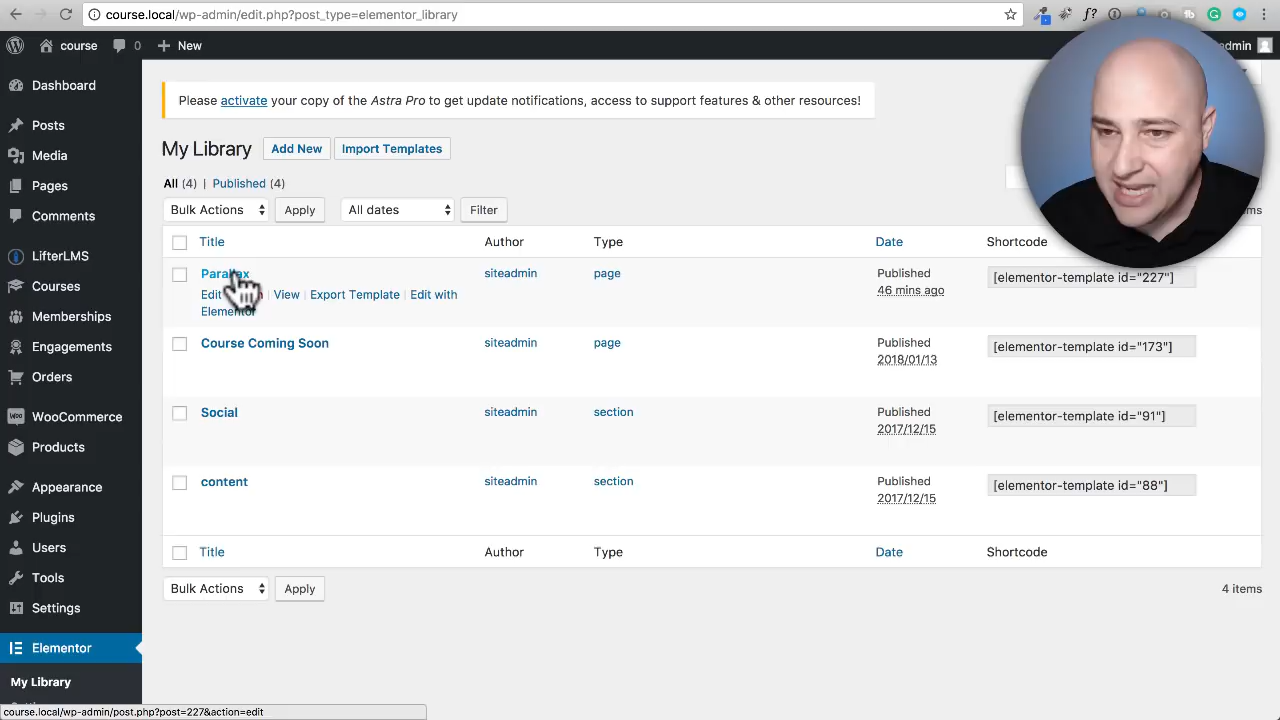 course.local/wp-admin/edit.php?post_type=elementor_library
course 0 New admin
Dashboard
Posts
Media
Pages
Comments
LifterLMS
Courses
Memberships
Engagements
Orders
WooCommerce
Products
Appearance
Plugins
Users
Tools
Settings
Elementor
My Library
Please activate your copy of the Astra Pro to get update notifications, access to support features & other resources!
My Library Add New Import Templates
All (4) | Published (4)
Bulk Actions Apply All dates Filter
Title Author Type Date Shortcode
Parallax siteadmin page Published [elementor-template id="227"]
46 mins ago
Edit | View | Export Template | Edit with
Elementor
Course Coming Soon siteadmin page Published [elementor-template id="173"]
2018/01/13
Social siteadmin section Published [elementor-template id="91"]
2017/12/15
content siteadmin section Published [elementor-template id="88"]
2017/12/15
Title Author Type Date Shortcode
Bulk Actions Apply 4 items
course.local/wp-admin/post.php?post=227&action=edit